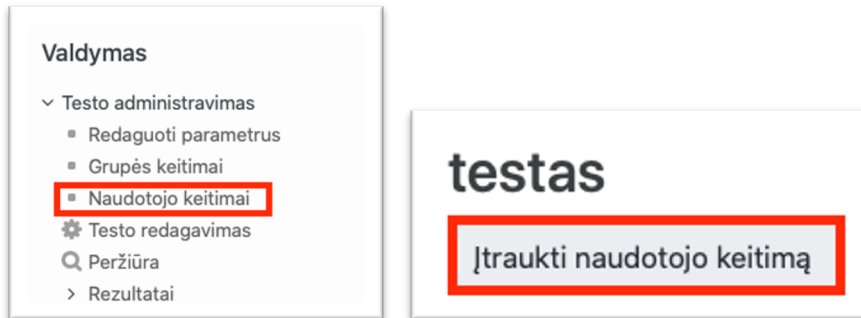 Valdymas
Testo administravimas
Redaguoti parametrus
Grupės keitimai
Naudotojo keitimai
Testo redagavimas
Peržiūra
Rezultatai
testas
Įtraukti naudotojo keitimą